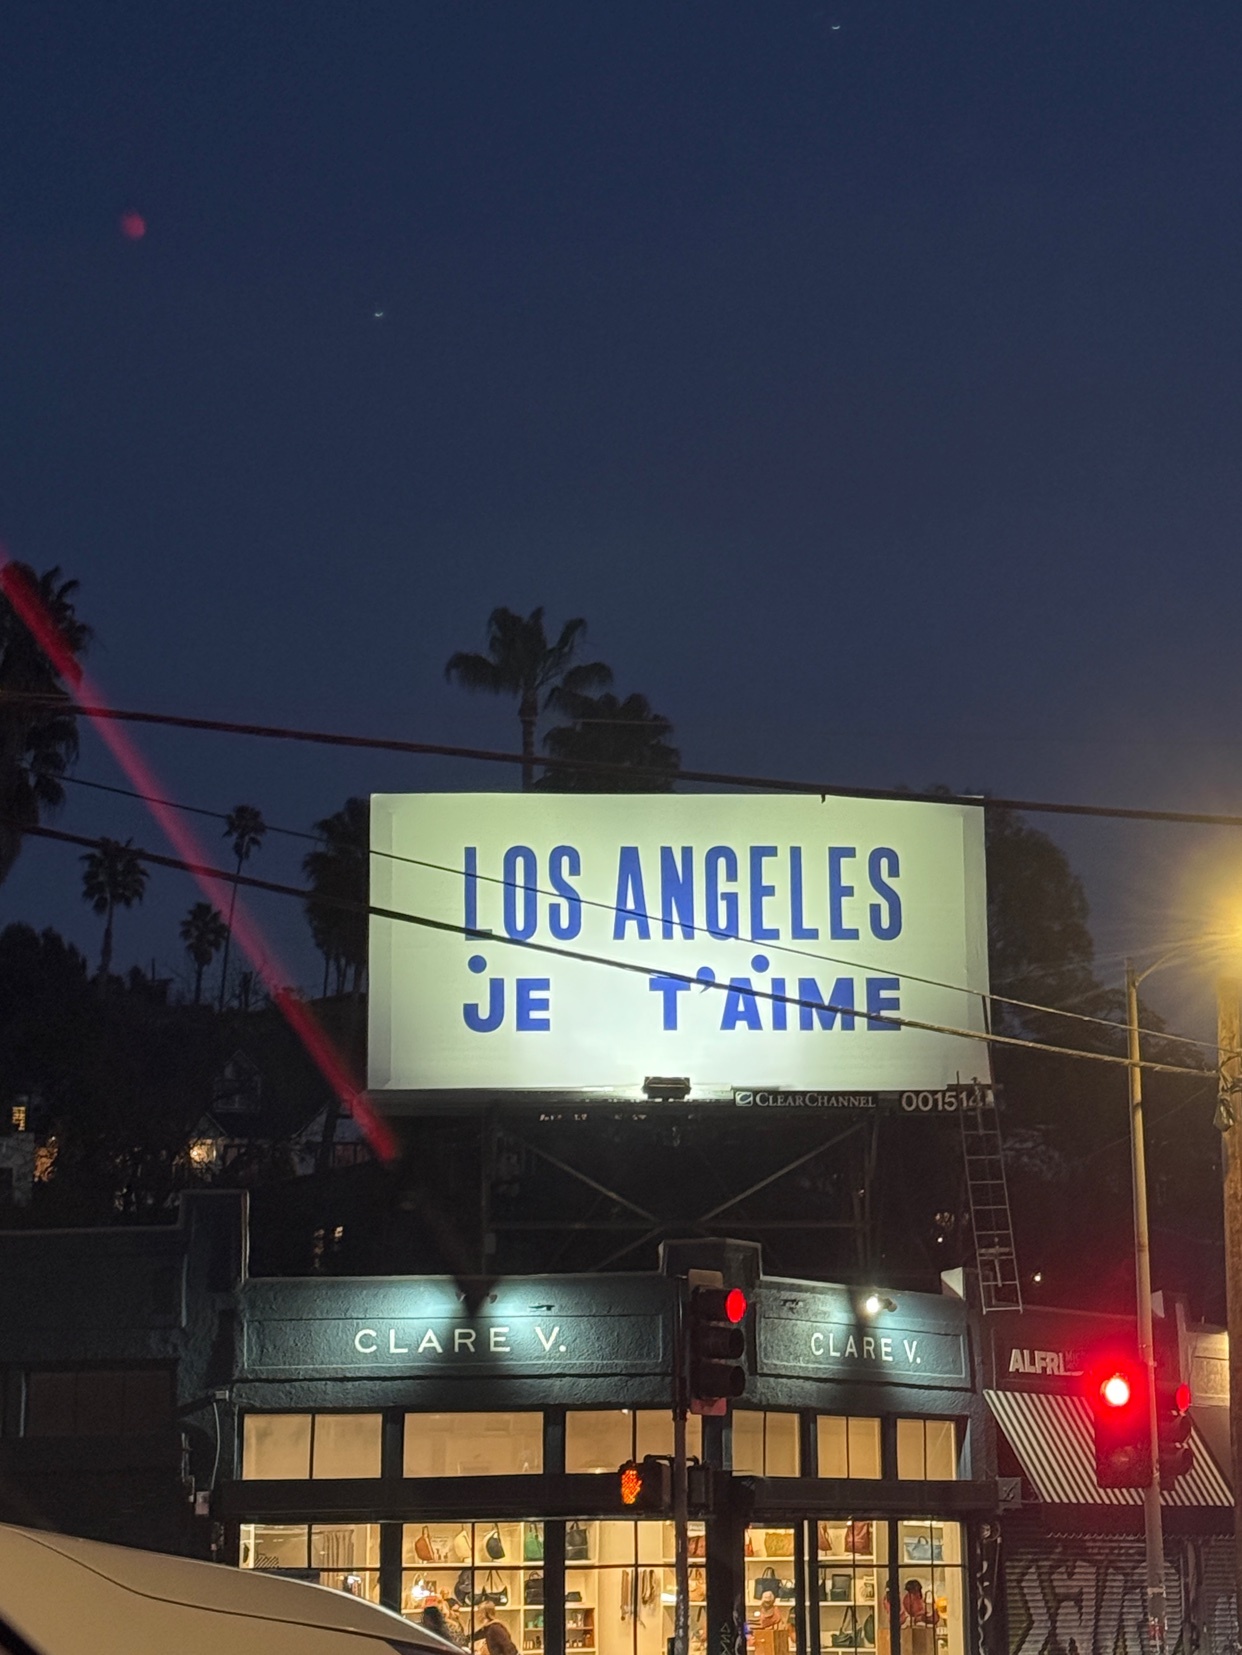 LOS ANGELES
JE T'AIME
CLEARCHANNEL
001514
CLARE V.
CLARE V.